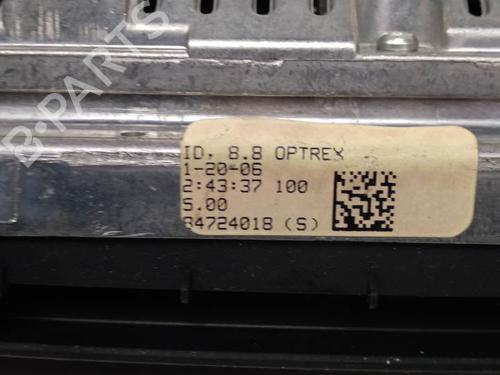 B-PARTS
ID. 8.8 OPTREX
1-20-06
2:43:37 100
5.00
84724018 (S)